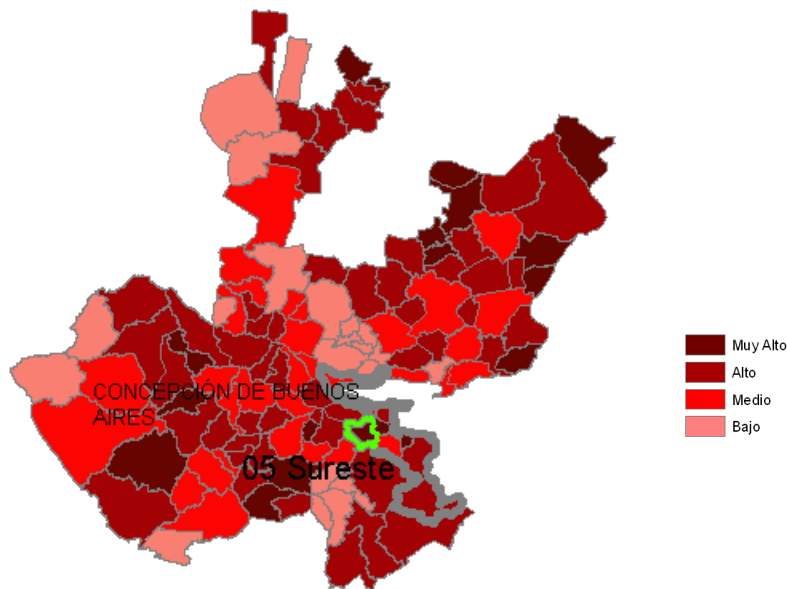 Muy Alto
Alto
Medio
Bajo
CONCEPCIÓN DE BUENOS
AIRES
05 Sureste